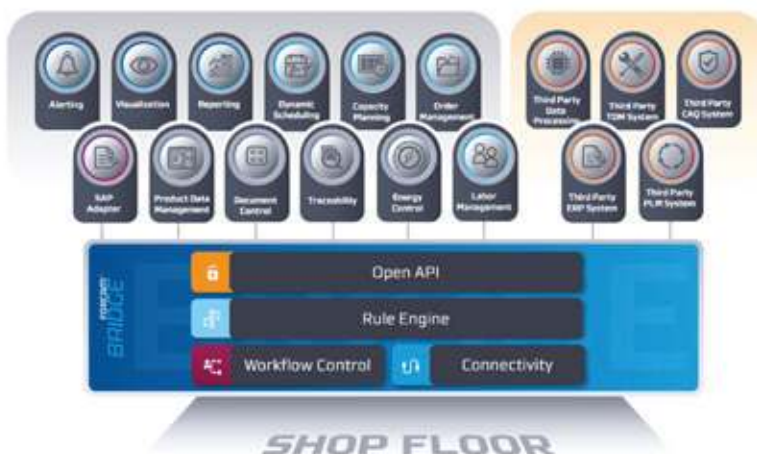 Alerting
Visualization
Reporting
Dynamic
Scheduling
Capacity
Planning
Order
Management
Third Party
Data
Processing
Third Party
TDM System
Third Party
CAQ System
SAP
Adapter
Product Data
Management
Document
Control
Traceability
Energy
Control
Labor
Management
Third Party
ERP System
Third Party
PLM System
FORCAM
BRIDGE
Open API
Rule Engine
Workflow Control
Connectivity
SHOP FLOOR